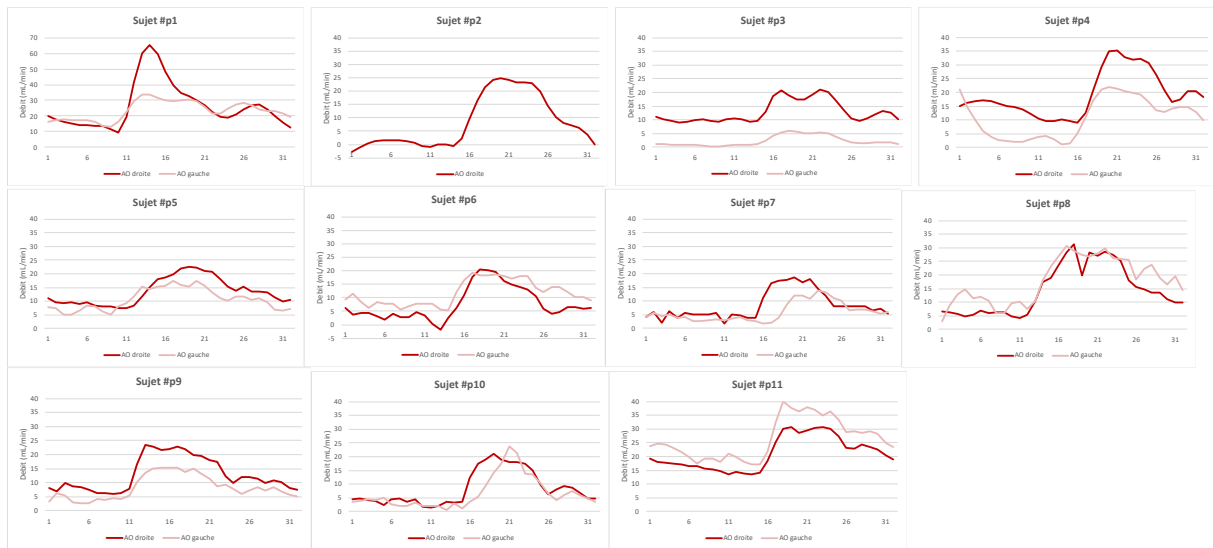 Sujet #p1
Debit (mL/min)
70
60
50
40
30
20
10
0
1 6 11 16 21 26 31
AO droite AO gauche
Sujet #p2
Debit (mL/min)
40
35
30
25
20
15
10
5
0
-5
1 6 11 16 21 26 31
AO droite AO gauche
Sujet #p3
Debit (mL/min)
40
35
30
25
20
15
10
5
0
1 6 11 16 21 26 31
AO droite AO gauche
Sujet #p4
Debit (mL/min)
40
35
30
25
20
15
10
5
0
1 6 11 16 21 26 31
AO droite AO gauche
Sujet #p5
Debit (mL/min)
40
35
30
25
20
15
10
5
0
1 6 11 16 21 26 31
AO droite AO gauche
Sujet #p6
Debit (mL/min)
40
35
30
25
20
15
10
5
0
-5
1 6 11 16 21 26 31
AO droite AO gauche
Sujet #p7
Debit (mL/min)
40
35
30
25
20
15
10
5
0
1 6 11 16 21 26 31
AO droite AO gauche
Sujet #p8
Debit (mL/min)
40
35
30
25
20
15
10
5
0
1 6 11 16 21 26 31
AO droite AO gauche
Sujet #p9
Debit (mL/min)
40
35
30
25
20
15
10
5
0
1 6 11 16 21 26 31
AO droite AO gauche
Sujet #p10
Debit (mL/min)
40
35
30
25
20
15
10
5
0
1 6 11 16 21 26 31
AO droite AO gauche
Sujet #p11
Debit (mL/min)
40
35
30
25
20
15
10
5
0
1 6 11 16 21 26 31
AO droite AO gauche